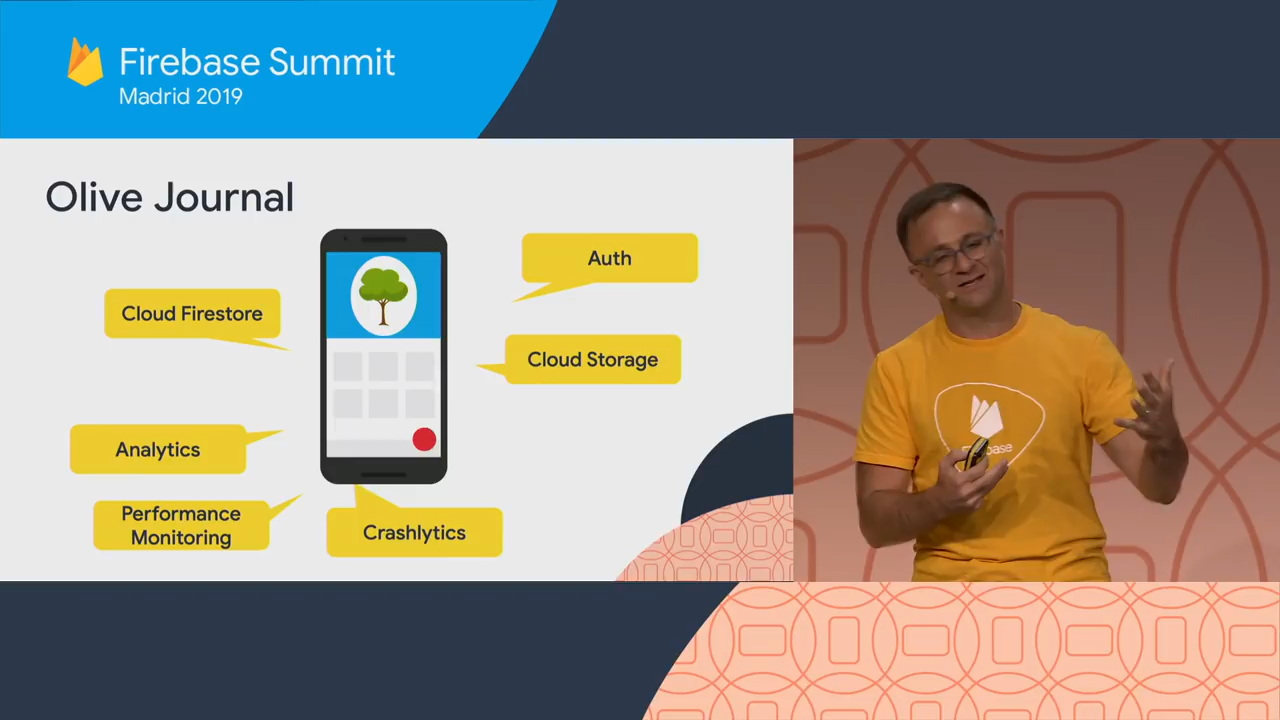 Firebase Summit
Madrid 2019
Olive Journal
Auth
Cloud Firestore
Cloud Storage
Analytics
Performance
Monitoring
Crashlytics